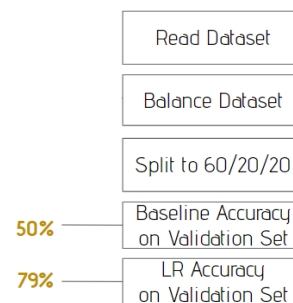 Read Dataset
Balance Dataset
Split to 60/20/20
Baseline Accuracy
50%
on Validation Set
LR Accuracy
79%
on Validation Set